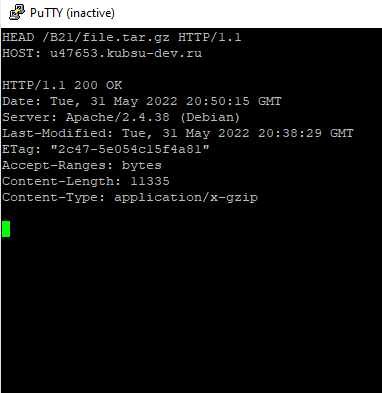 PuTTY (inactive)
HEAD /B21/file.tar.gz HTTP/1.1
HOST: u47653.kubsu-dev.ru
HTTP/1.1 200 OK
Date: Tue, 31 May 2022 20:50:15 GMT
Server: Apache/2.4.38 (Debian)
Last-Modified: Tue, 31 May 2022 20:38:29 GMT
ETag: "2c47-5e054c15f4a81"
Accept-Ranges: bytes
Content-Length: 11335
Content-Type: application/x-gzip